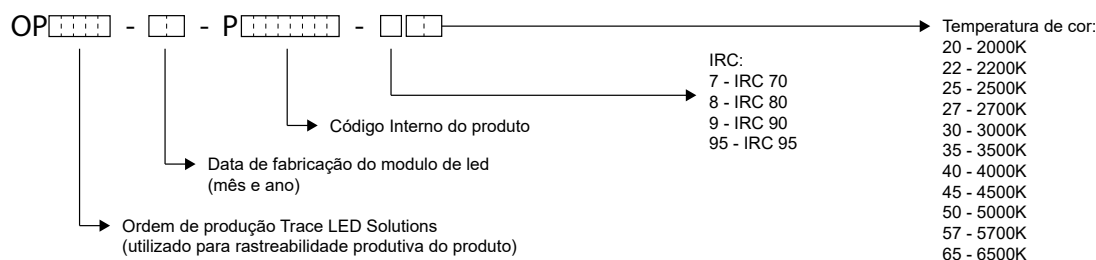 OP - - P -
Temperatura de cor:
20 - 2000K
22 - 2200K
25 - 2500K
27 - 2700K
30 - 3000K
35 - 3500K
40 - 4000K
45 - 4500K
50 - 5000K
57 - 5700K
65 - 6500K
IRC:
7 - IRC 70
8 - IRC 80
9 - IRC 90
95 - IRC 95
Código Interno do produto
Data de fabricação do modulo de led
(mês e ano)
Ordem de produção Trace LED Solutions
(utilizado para rastreabilidade produtiva do produto)